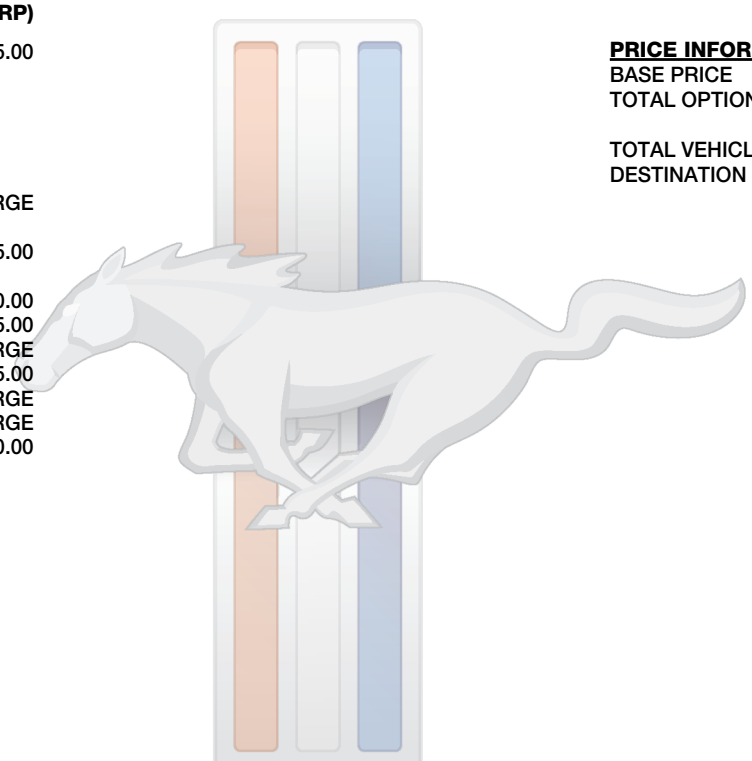 RP)
5.00
RGE
5.00
0.00
5.00
RGE
5.00
RGE
RGE
0.00
PRICE INFOR
BASE PRICE
TOTAL OPTION
TOTAL VEHICL
DESTINATION